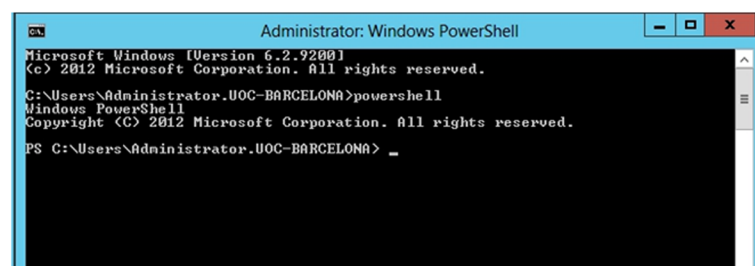 Administrator: Windows PowerShell
Microsoft Windows [Version 6.2.9200]
(c) 2012 Microsoft Corporation. All rights reserved.
C:\Users\Administrator.UOC-BARCELONA>powershell
Windows PowerShell
Copyright (C) 2012 Microsoft Corporation. All rights reserved.
PS C:\Users\Administrator.UOC-BARCELONA> _